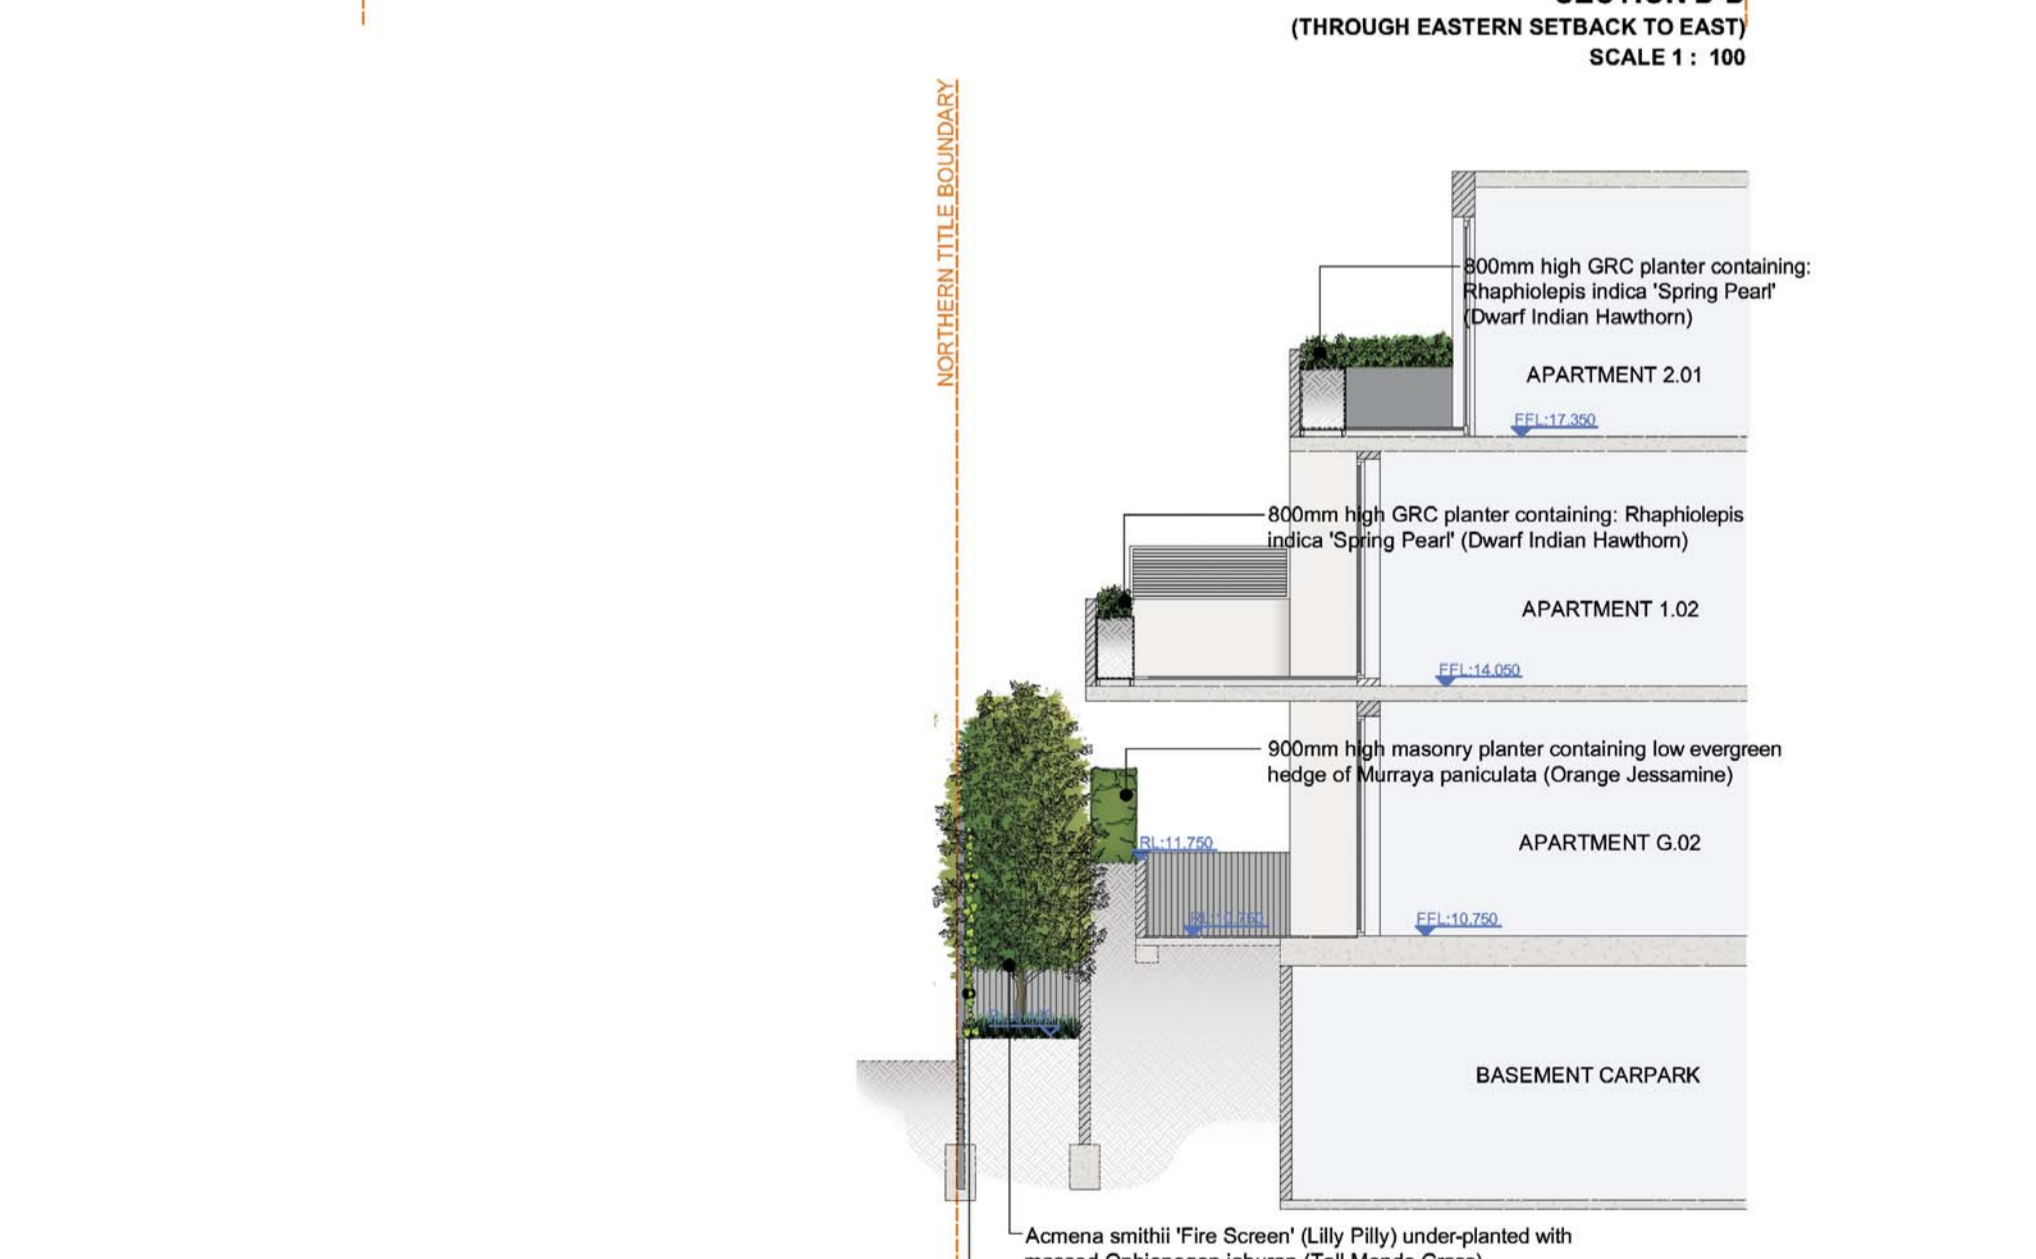 (THROUGH EASTERN SETBACK TO EAST)
SCALE 1 : 100
NORTHERN TITLE BOUNDARY
800mm high GRC planter containing:
Rhaphiolepis indica 'Spring Pearl'
(Dwarf Indian Hawthorn)
APARTMENT 2.01
FFL:17.350
800mm high GRC planter containing: Rhaphiolepis
indica 'Spring Pearl' (Dwarf Indian Hawthorn)
APARTMENT 1.02
FFL:14.050
900mm high masonry planter containing low evergreen
hedge of Murraya paniculata (Orange Jessamine)
RL:11.750
APARTMENT G.02
RL:10.750
FFL:10.750
BASEMENT CARPARK
Acmena smithii 'Fire Screen' (Lilly Pilly) under-planted with